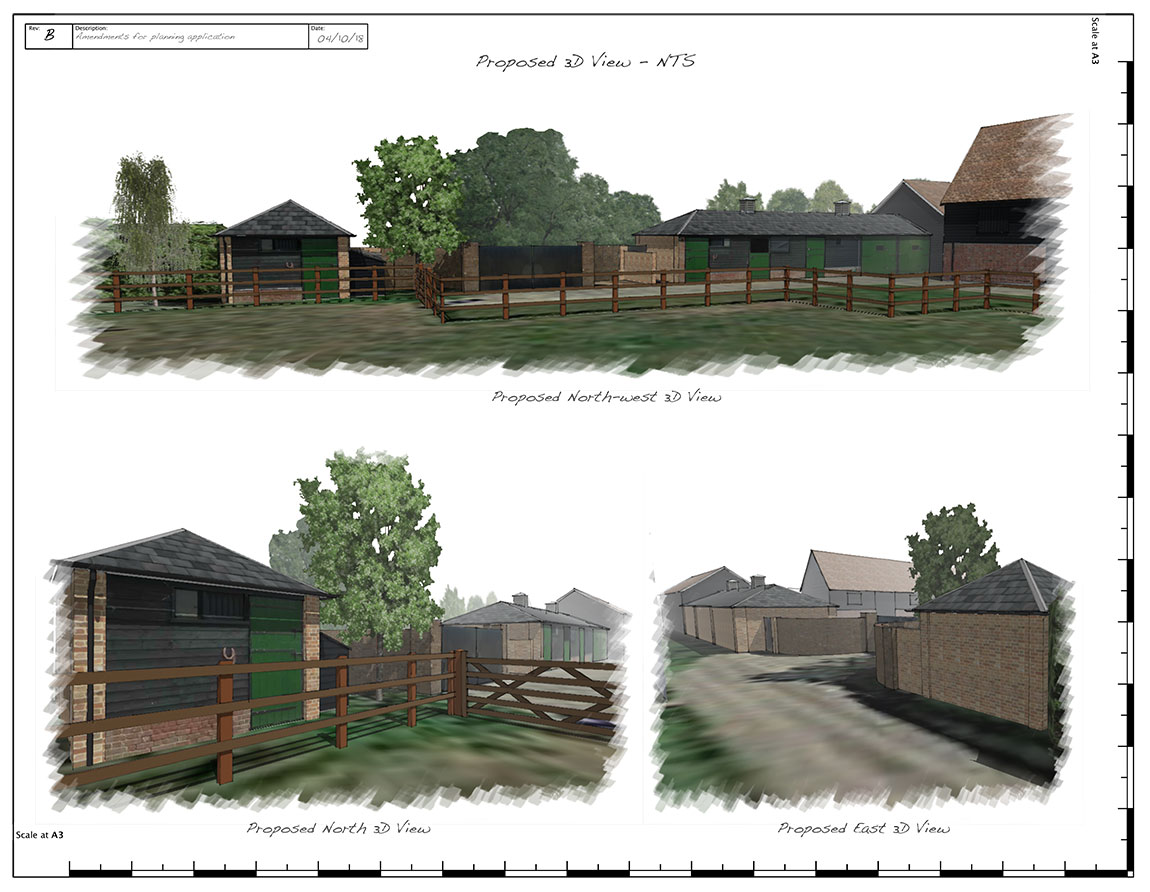 Rev:
B
Description:
Amendments for planning application
Date:
04/10/18
Scale at A3
Proposed 3D View - NTS
Proposed North-west 3D View
Proposed North 3D View
Proposed East 3D View
Scale at A3